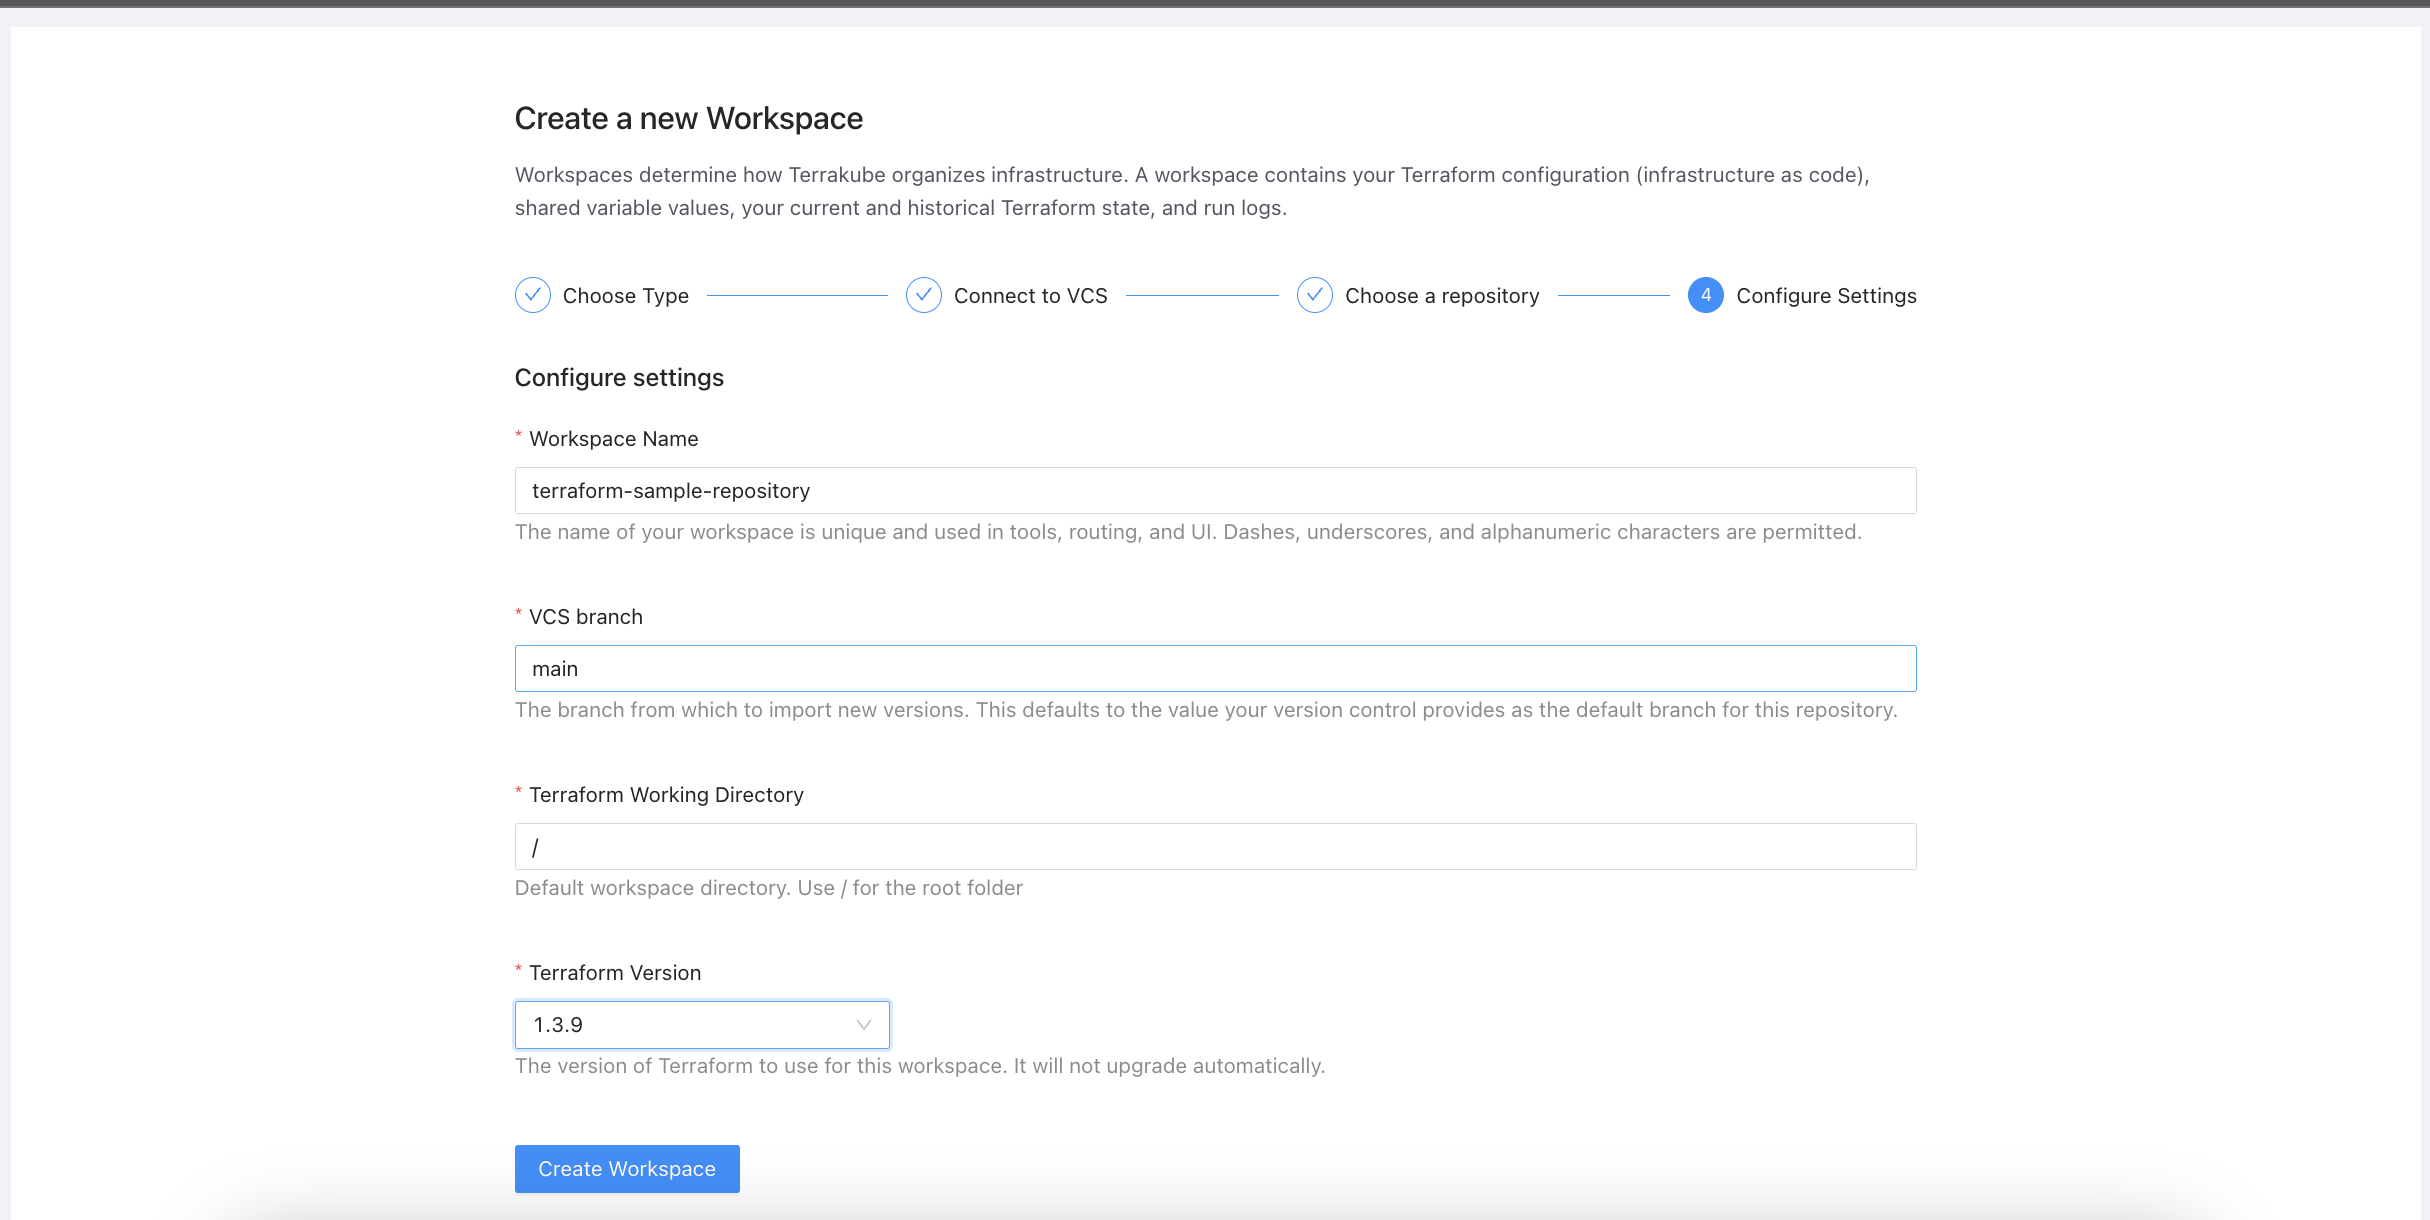 Create a new Workspace
Workspaces determine how Terrakube organizes infrastructure. A workspace contains your Terraform configuration (infrastructure as code),
shared variable values, your current and historical Terraform state, and run logs.
Choose Type
Connect to VCS
Choose a repository
4 Configure Settings
Configure settings
* Workspace Name
terraform-sample-repository
The name of your workspace is unique and used in tools, routing, and UI. Dashes, underscores, and alphanumeric characters are permitted.
* VCS branch
main
The branch from which to import new versions. This defaults to the value your version control provides as the default branch for this repository.
* Terraform Working Directory
/
Default workspace directory. Use / for the root folder
* Terraform Version
1.3.9
The version of Terraform to use for this workspace. It will not upgrade automatically.
Create Workspace